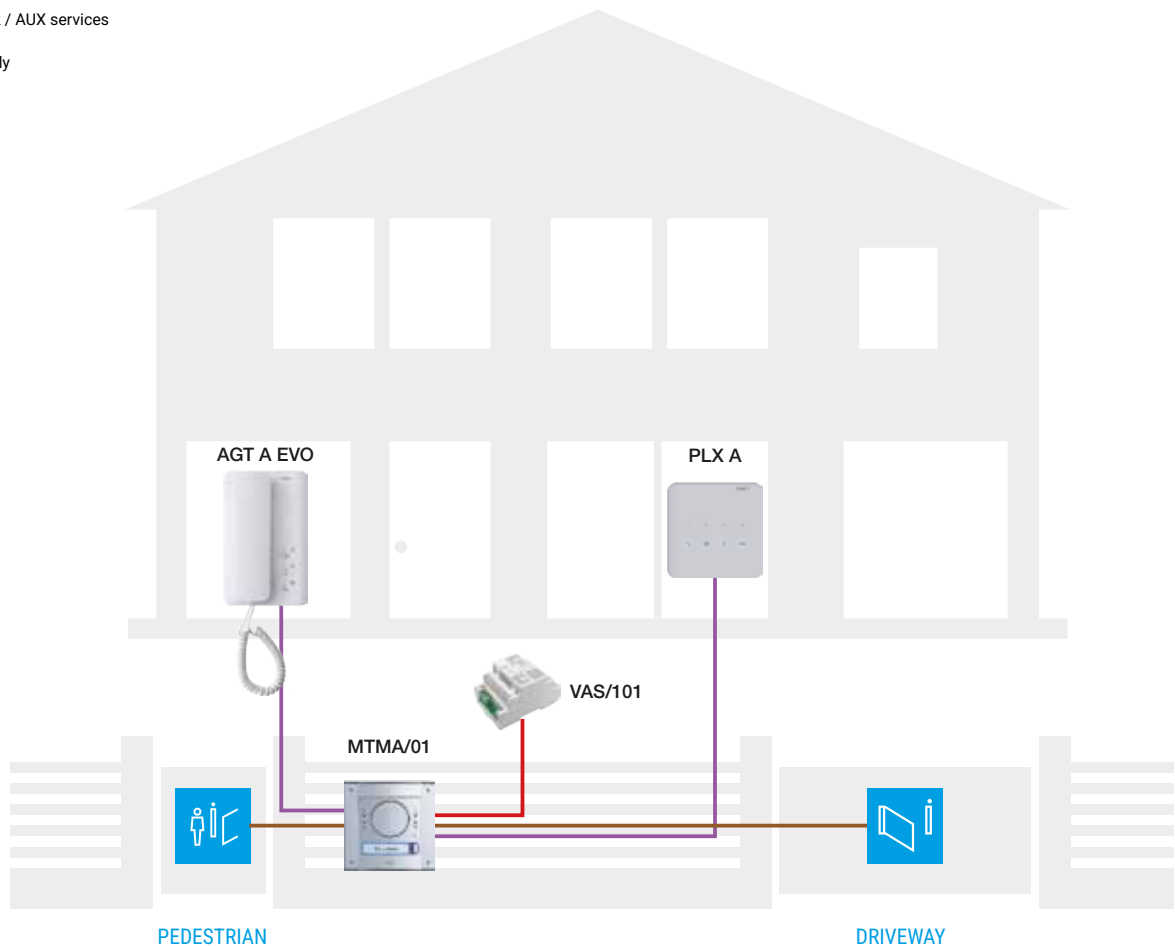 / AUX services
ly
AGT A EVO
PLX A
VAS/101
MTMA/01
PEDESTRIAN
DRIVEWAY